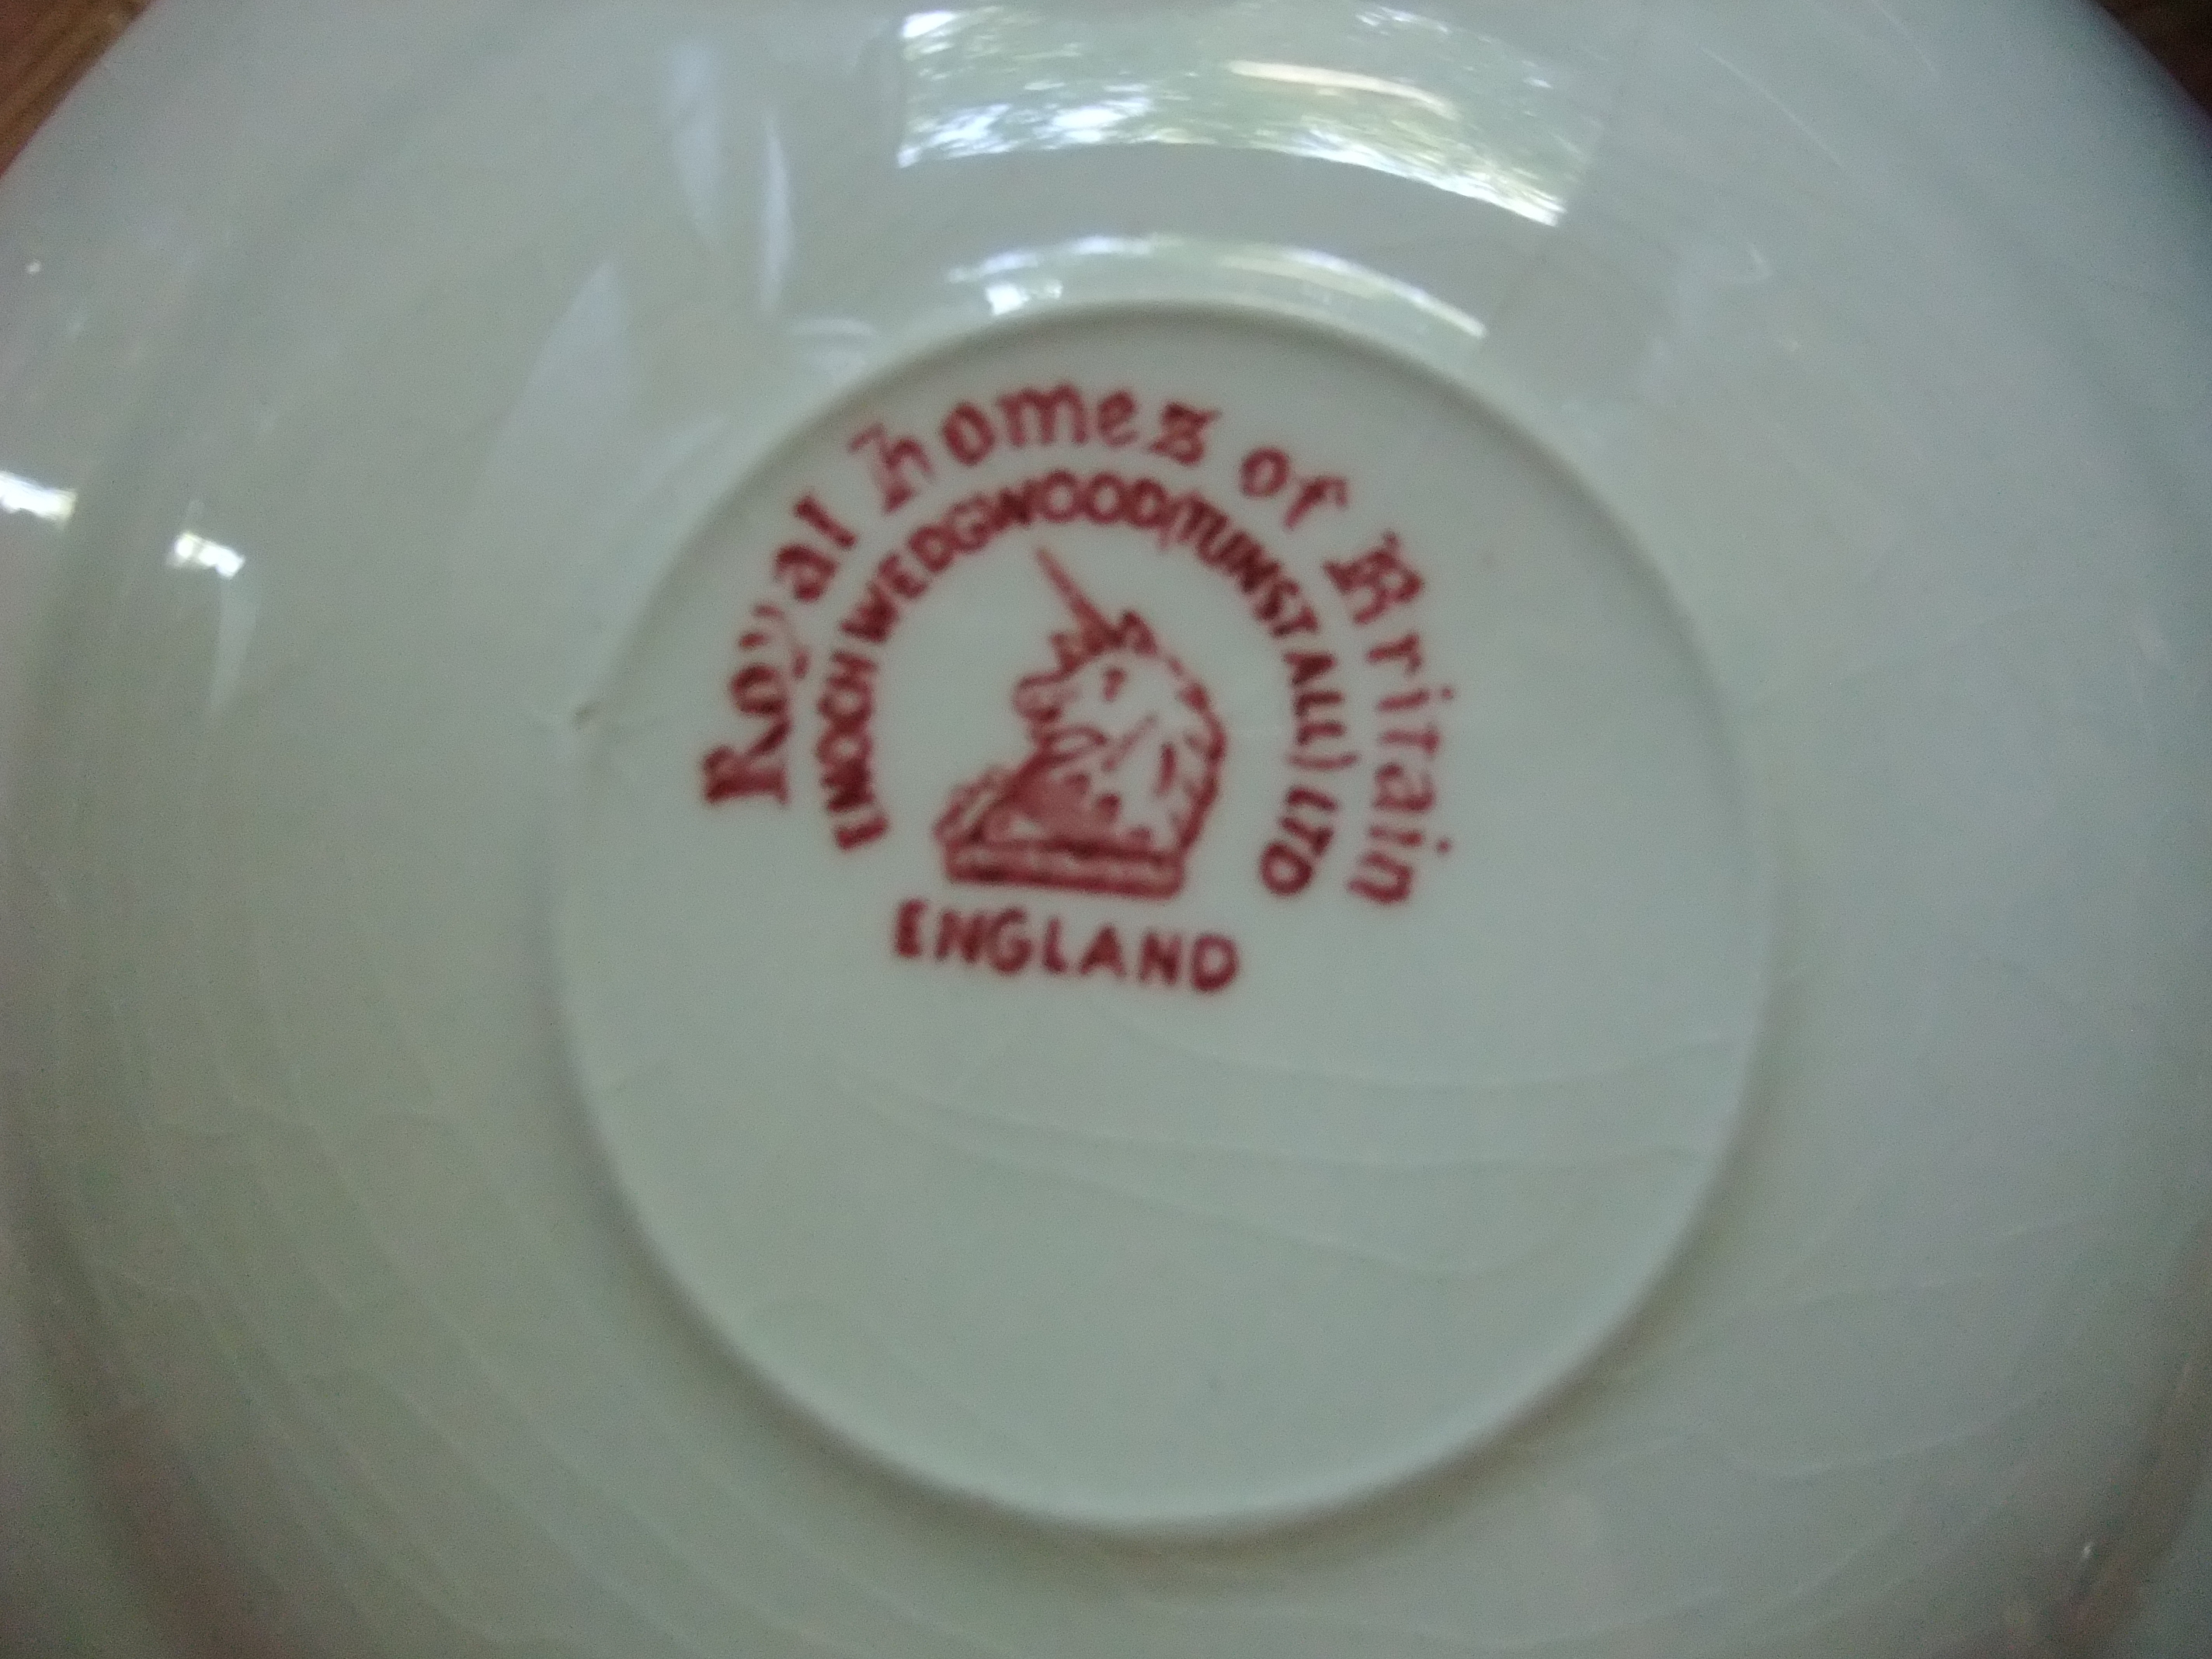 Royal homes of Britain
ENOCH WEDGWOOD (TUNSTALL) LTD
ENGLAND